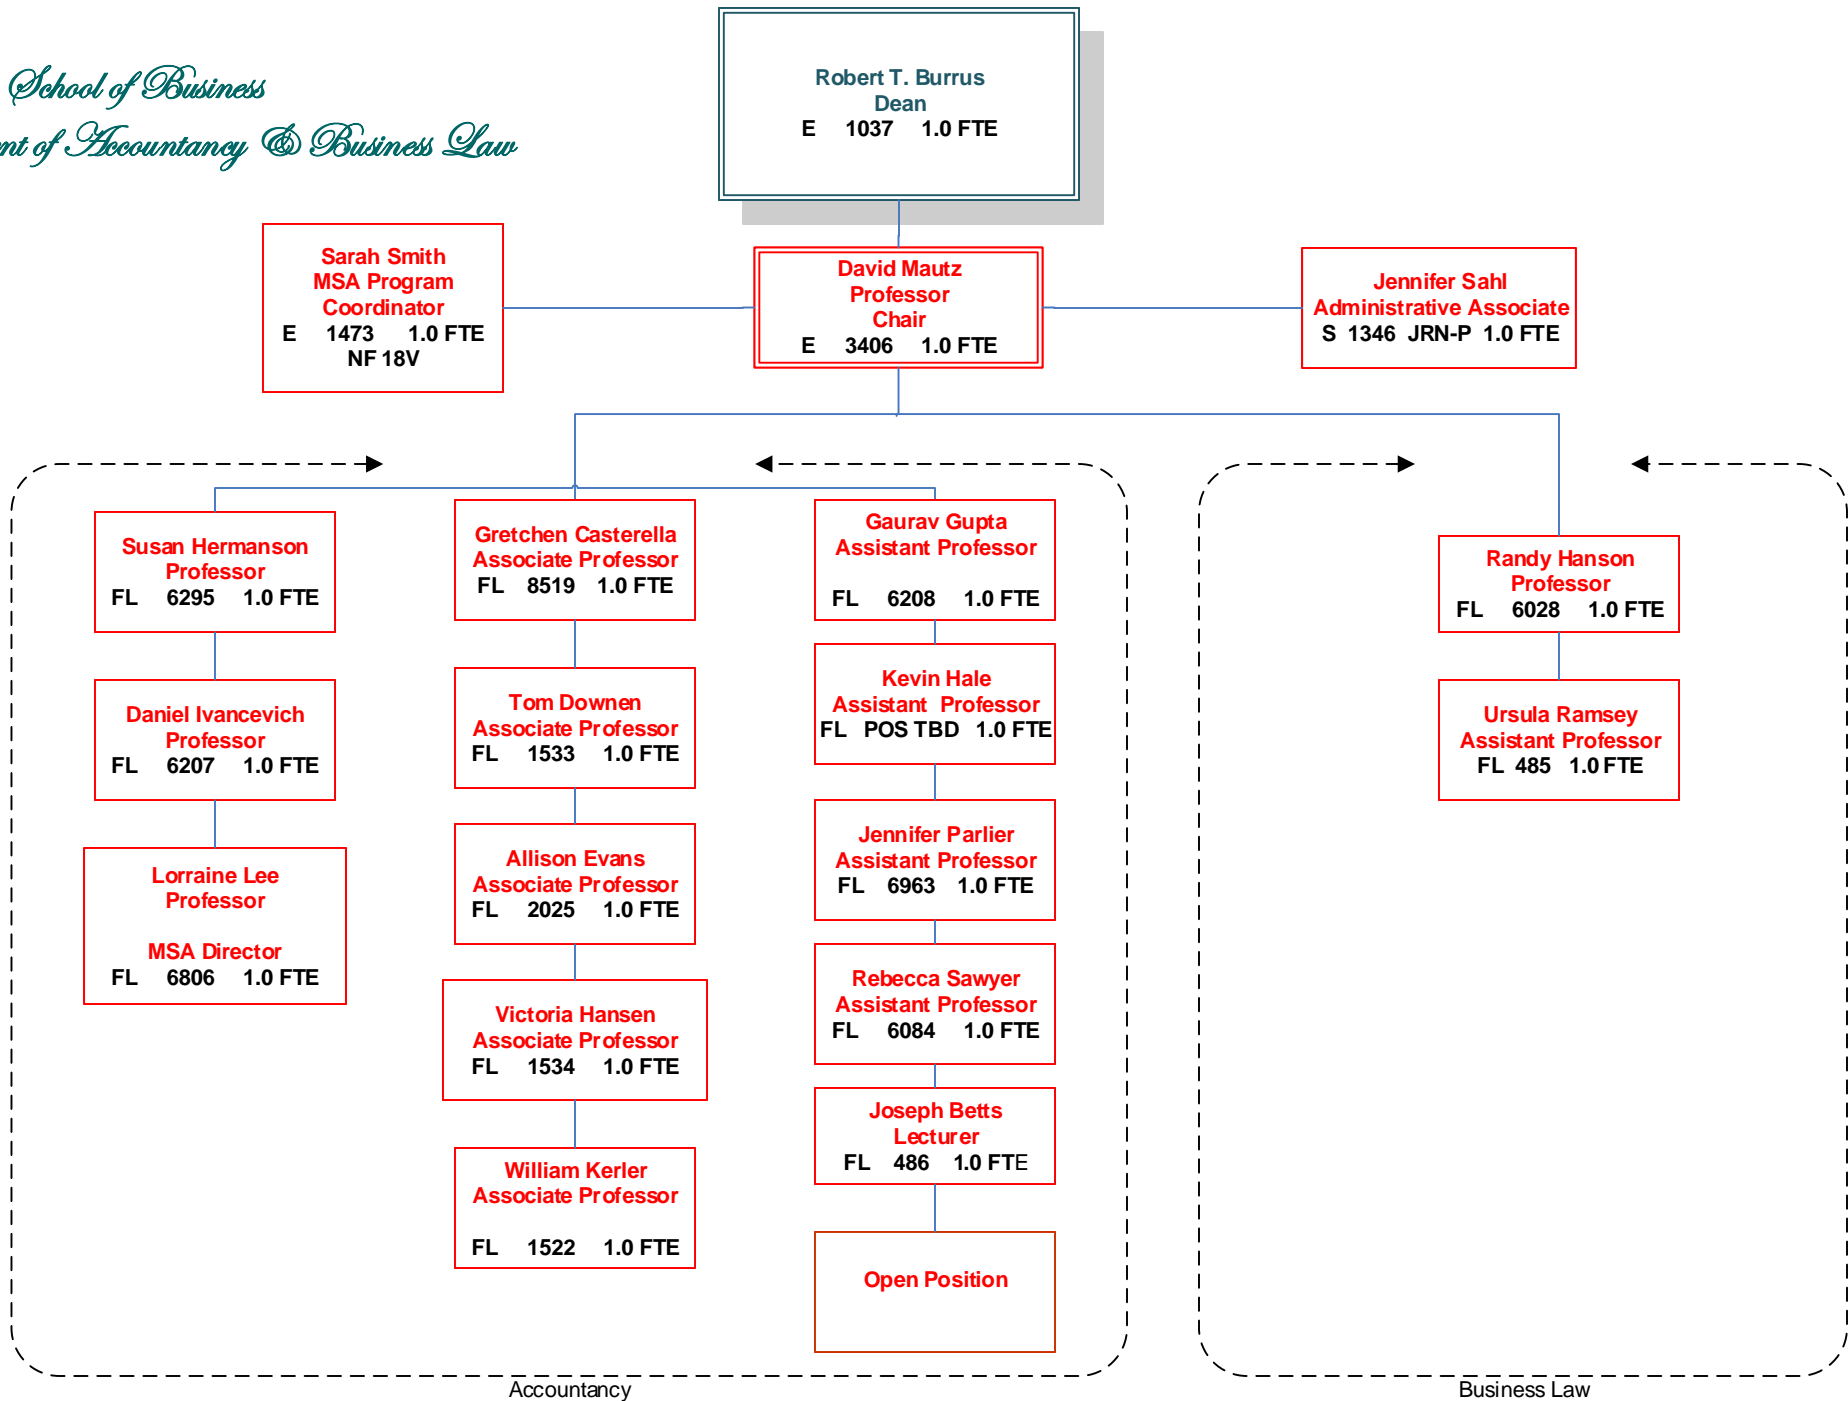 School of Business
nt of Accountancy & Business Law
Robert T. Burrus
Dean
E 1037 1.0 FTE
Sarah Smith
MSA Program
Coordinator
E 1473 1.0 FTE
NF 18V
David Mautz
Professor
Chair
E 3406 1.0 FTE
Jennifer Sahl
Administrative Associate
S 1346 JRN-P 1.0 FTE
Susan Hermanson
Professor
FL 6295 1.0 FTE
Daniel Ivancevich
Professor
FL 6207 1.0 FTE
Lorraine Lee
Professor
MSA Director
FL 6806 1.0 FTE
Gretchen Casterella
Associate Professor
FL 8519 1.0 FTE
Tom Downen
Associate Professor
FL 1533 1.0 FTE
Allison Evans
Associate Professor
FL 2025 1.0 FTE
Victoria Hansen
Associate Professor
FL 1534 1.0 FTE
William Kerler
Associate Professor
FL 1522 1.0 FTE
Gaurav Gupta
Assistant Professor
FL 6208 1.0 FTE
Kevin Hale
Assistant Professor
FL POS TBD 1.0 FTE
Jennifer Parlier
Assistant Professor
FL 6963 1.0 FTE
Rebecca Sawyer
Assistant Professor
FL 6084 1.0 FTE
Joseph Betts
Lecturer
FL 486 1.0 FTE
Open Position
Accountancy
Randy Hanson
Professor
FL 6028 1.0 FTE
Ursula Ramsey
Assistant Professor
FL 485 1.0 FTE
Business Law